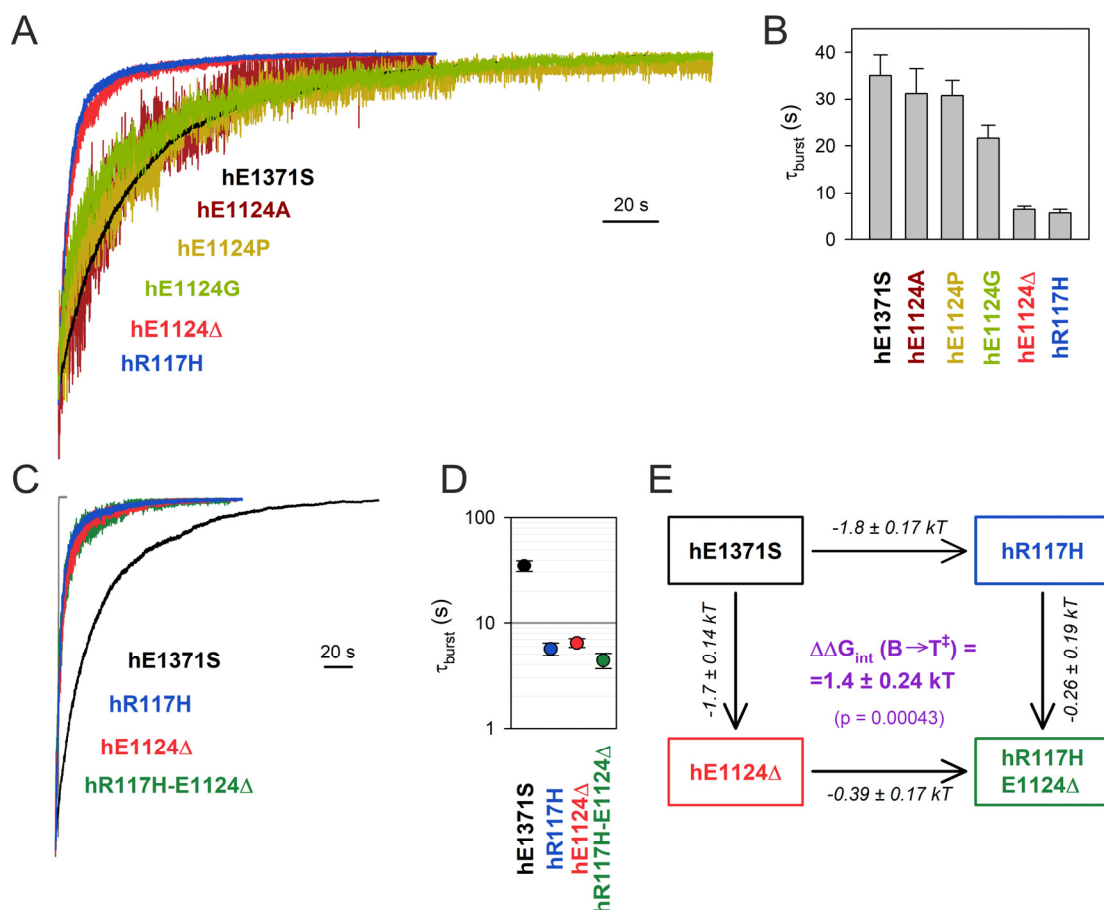 A
hE1371S
hE1124A
hE1124P
hE1124G
hE1124Δ
hR117H
20 s
B
τburst (s)
40
30
20
10
0
hE1371S
hE1124A
hE1124P
hE1124G
hE1124Δ
hR117H
C
hE1371S
hR117H
hE1124Δ
hR117H-E1124Δ
20 s
D
τburst (s)
100
10
1
hE1371S
hR117H
hE1124Δ
hR117H-E1124Δ
E
hE1371S
-1.8 ± 0.17 kT
hR117H
-1.7 ± 0.14 kT
ΔΔGint (B→T‡) =
=1.4 ± 0.24 kT
(p = 0.00043)
-0.26 ± 0.19 kT
hE1124Δ
-0.39 ± 0.17 kT
hR117H
E1124Δ